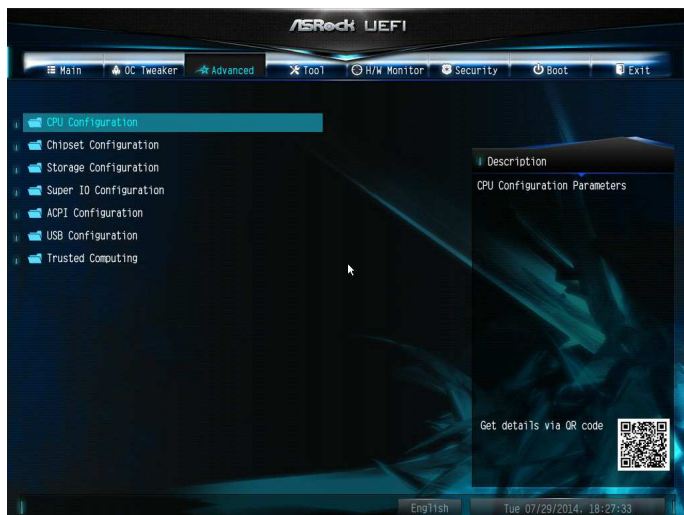 ASRock UEFI
Main OC Tweaker Advanced Tool H/W Monitor Security Boot Exit
CPU Configuration
Chipset Configuration
Storage Configuration
Super IO Configuration
ACPI Configuration
USB Configuration
Trusted Computing
Description
CPU Configuration Parameters
Get details via QR code
English
Tue 07/29/2014. 18:27:33